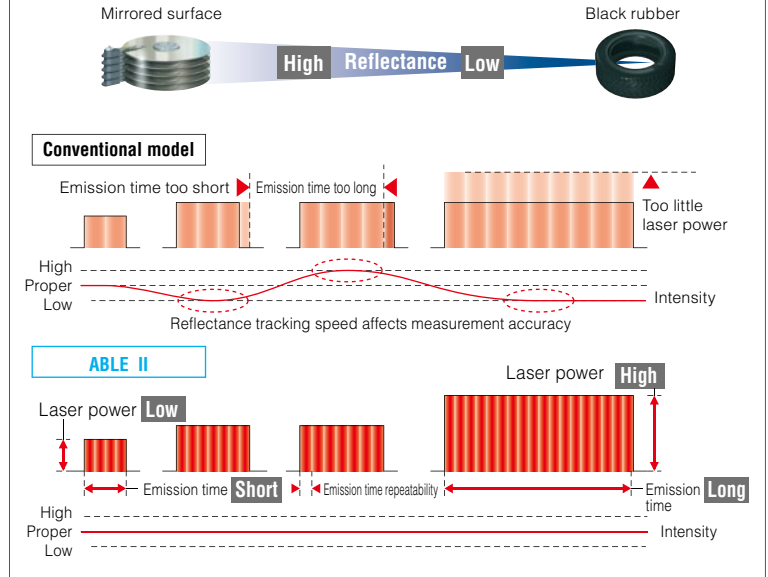 Mirrored surface
Black rubber
High Reflectance Low
Conventional model
Emission time too short
Emission time too long
Too little
laser power
High
Proper
Low
Intensity
Reflectance tracking speed affects measurement accuracy
ABLE II
Laser power High
Laser power Low
Emission time Short
Emission time repeatability
Emission Long
time
High
Proper
Low
Intensity